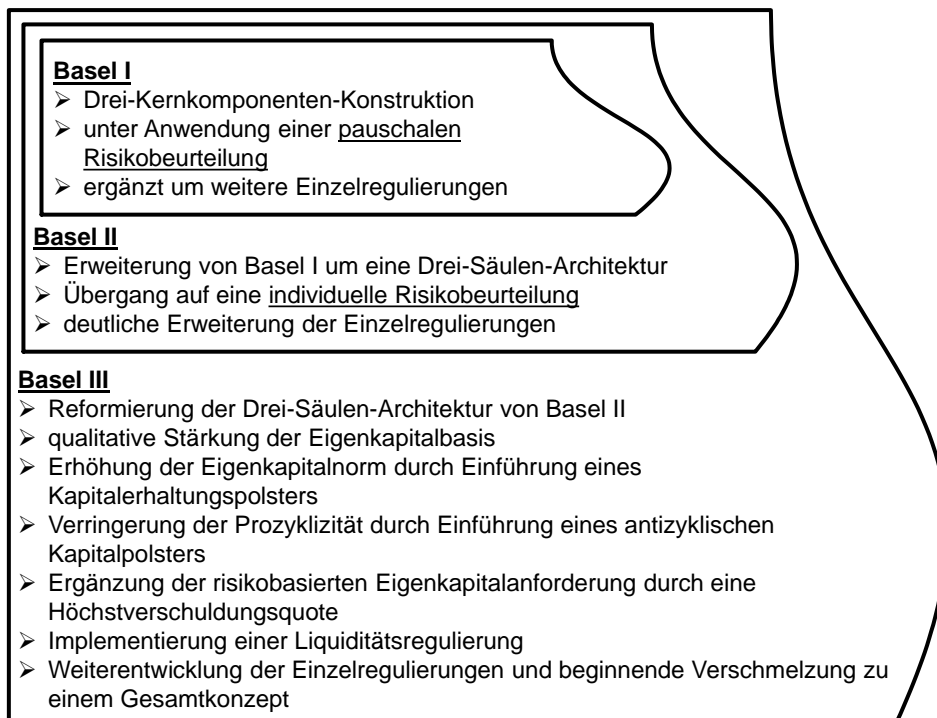 Basel I
➢ Drei-Kernkomponenten-Konstruktion
➢ unter Anwendung einer pauschalen
Risikobeurteilung
➢ ergänzt um weitere Einzelregulierungen
Basel II
➢ Erweiterung von Basel I um eine Drei-Säulen-Architektur
➢ Übergang auf eine individuelle Risikobeurteilung
➢ deutliche Erweiterung der Einzelregulierungen
Basel III
➢ Reformierung der Drei-Säulen-Architektur von Basel II
➢ qualitative Stärkung der Eigenkapitalbasis
➢ Erhöhung der Eigenkapitalnorm durch Einführung eines
Kapitalerhaltungspolsters
➢ Verringerung der Prozyklizität durch Einführung eines antizyklischen
Kapitalpolsters
➢ Ergänzung der risikobasierten Eigenkapitalanforderung durch eine
Höchstverschuldungsquote
➢ Implementierung einer Liquiditätsregulierung
➢ Weiterentwicklung der Einzelregulierungen und beginnende Verschmelzung zu
einem Gesamtkonzept